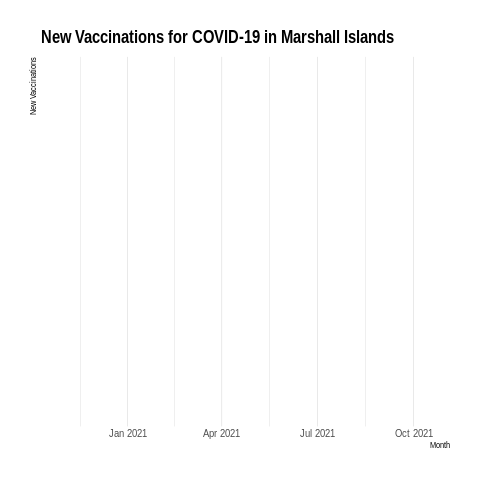 New Vaccinations for COVID-19 in Marshall Islands
New Vaccinations
Jan 2021 Apr 2021 Jul 2021 Oct 2021
Month